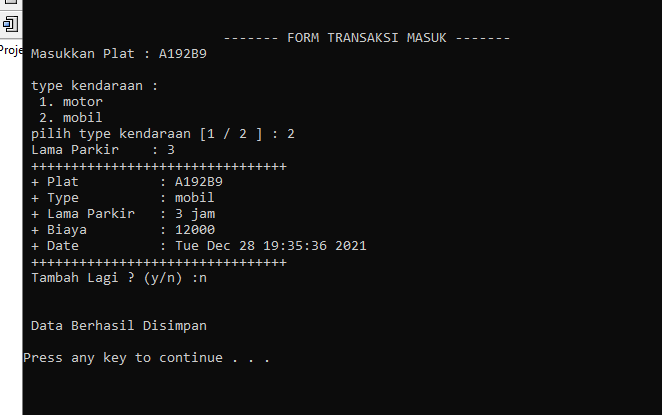 ------- FORM TRANSAKSI MASUK -------
Masukkan Plat : A192B9
type kendaraan :
1. motor
2. mobil
pilih type kendaraan [1 / 2 ] : 2
Lama Parkir    : 3
++++++++++++++++++++++++++++++++
+ Plat          : A192B9
+ Type          : mobil
+ Lama Parkir   : 3 jam
+ Biaya         : 12000
+ Date          : Tue Dec 28 19:35:36 2021
++++++++++++++++++++++++++++++++
Tambah Lagi ? (y/n) :n
Data Berhasil Disimpan
Press any key to continue . . .
Proje